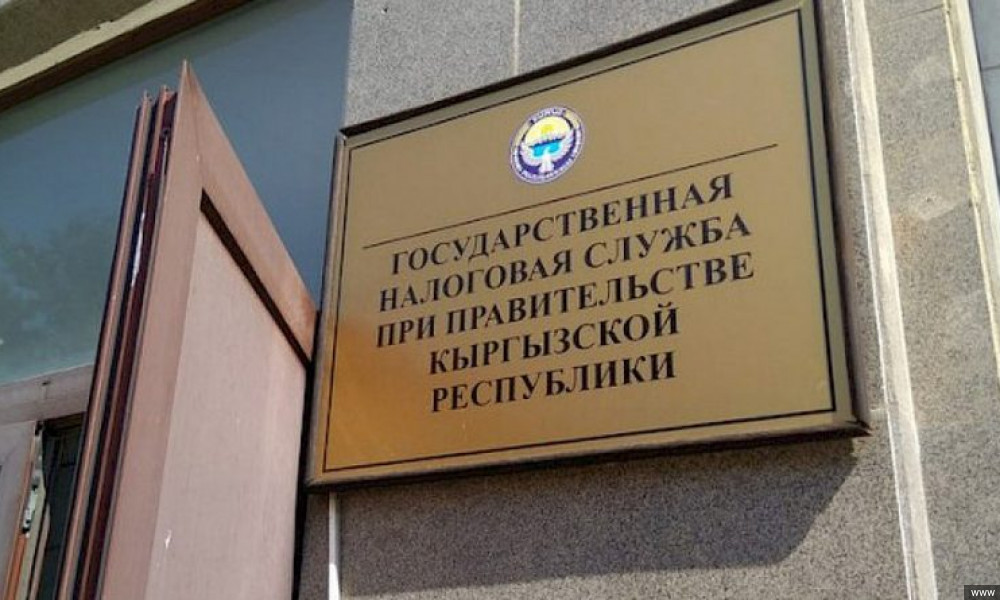 ГОСУДАРСТВЕННАЯ
НАЛОГОВАЯ СЛУЖБА
ПРИ ПРАВИТЕЛЬСТВЕ
КЫРГЫЗСКОЙ
РЕСПУБЛИКИ
www